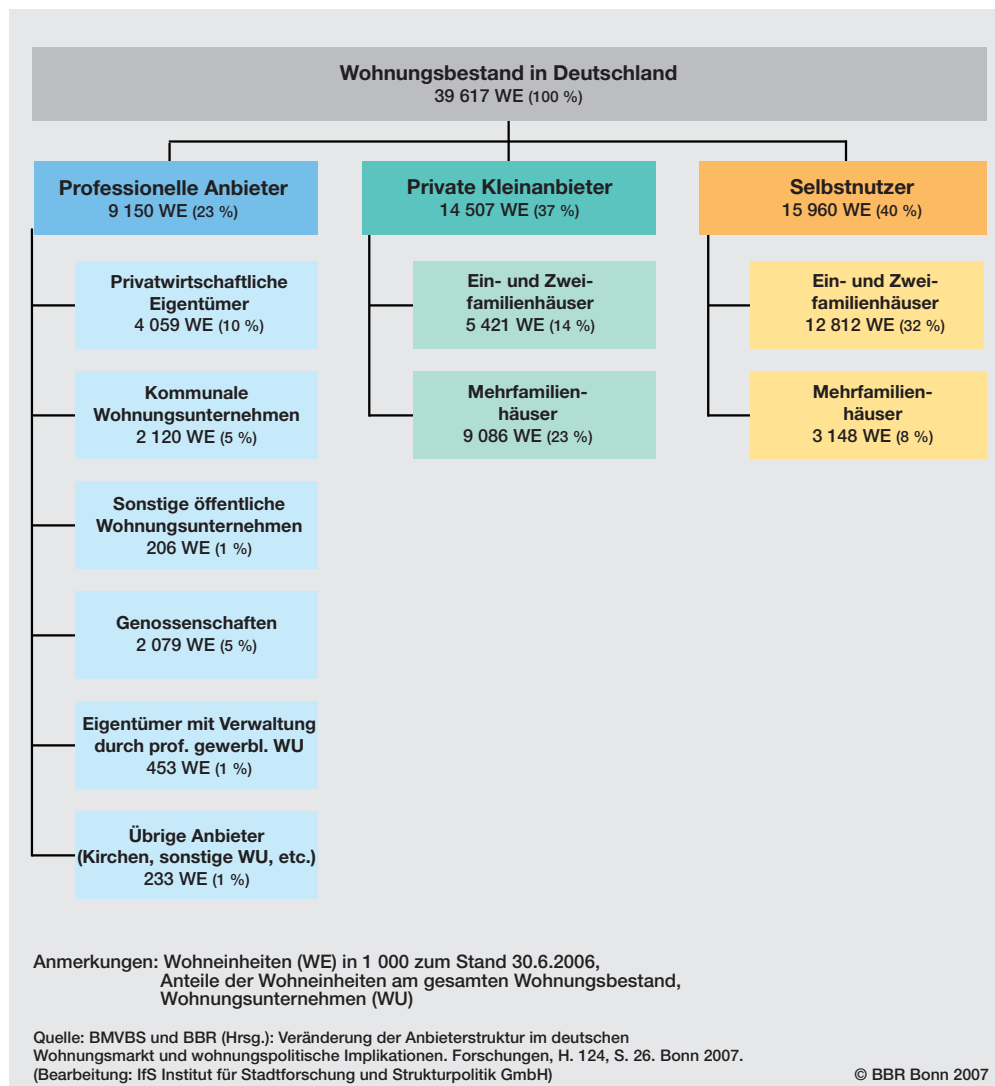 Wohnungsbestand in Deutschland
39 617 WE (100 %)
Professionelle Anbieter
9 150 WE (23 %)
Privatwirtschaftliche
Eigentümer
4 059 WE (10 %)
Kommunale
Wohnungsunternehmen
2 120 WE (5 %)
Sonstige öffentliche
Wohnungsunternehmen
206 WE (1 %)
Genossenschaften
2 079 WE (5 %)
Eigentümer mit Verwaltung
durch prof. gewerbl. WU
453 WE (1 %)
Übrige Anbieter
(Kirchen, sonstige WU, etc.)
233 WE (1 %)
Private Kleinanbieter
14 507 WE (37 %)
Ein- und Zwei-
familienhäuser
5 421 WE (14 %)
Mehrfamilien-
häuser
9 086 WE (23 %)
Selbstnutzer
15 960 WE (40 %)
Ein- und Zwei-
familienhäuser
12 812 WE (32 %)
Mehrfamilien-
häuser
3 148 WE (8 %)
Anmerkungen: Wohneinheiten (WE) in 1 000 zum Stand 30.6.2006,
Anteile der Wohneinheiten am gesamten Wohnungsbestand,
Wohnungsunternehmen (WU)
Quelle: BMVBS und BBR (Hrsg.): Veränderung der Anbieterstruktur im deutschen
Wohnungsmarkt und wohnungspolitische Implikationen. Forschungen, H. 124, S. 26. Bonn 2007.
(Bearbeitung: IfS Institut für Stadtforschung und Strukturpolitik GmbH)
© BBR Bonn 2007